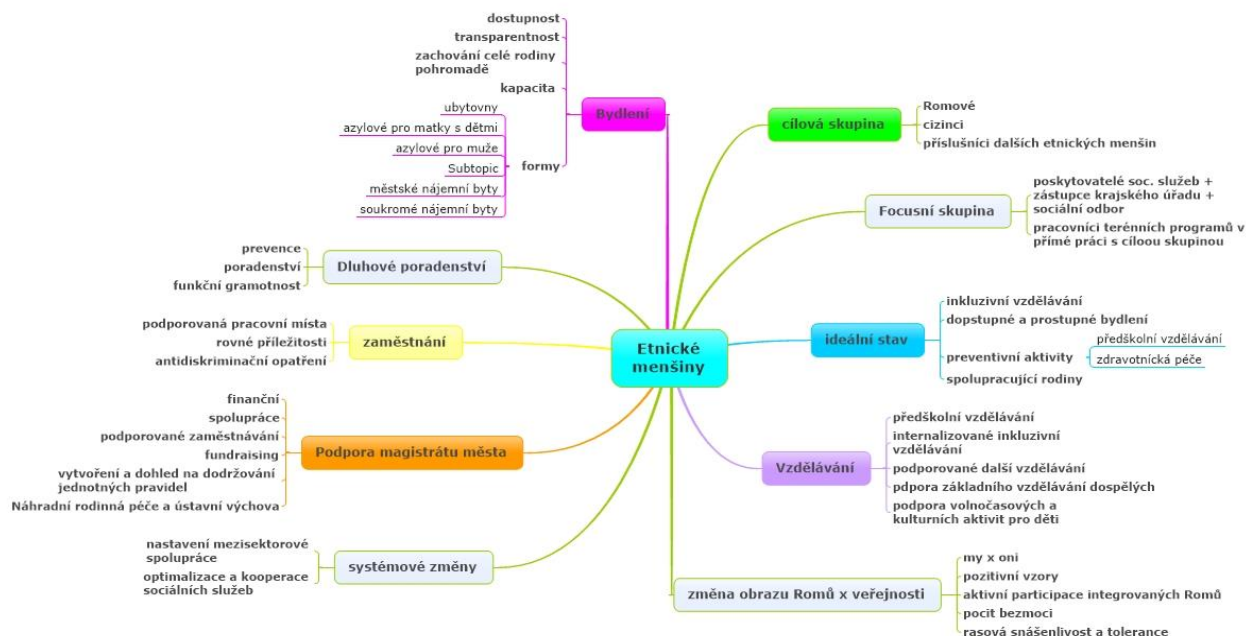 Etnické
menšiny
Bydlení
dostupnost
transparentnost
zachování celé rodiny
pohromadě
kapacita
formy
ubytovny
azylové pro matky s dětmi
azylové pro muže
Subtopic
městské nájemní byty
soukromé nájemní byty
Dluhové poradenství
prevence
poradenství
funkční gramotnost
zaměstnání
podporovaná pracovní místa
rovné příležitosti
antidiskriminační opatření
Podpora magistrátu města
finanční
spolupráce
podporované zaměstnávání
fundraising
vytvoření a dohled na dodržování
jednotných pravidel
Náhradní rodinná péče a ústavní výchova
systémové změny
nastavení mezisektorové
spolupráce
optimalizace a kooperace
sociálních služeb
cílová skupina
Romové
cizinci
příslušníci dalších etnických menšin
Focusní skupina
poskytovatelé soc. služeb +
zástupce krajského úřadu +
sociální odbor
pracovníci terénních programů v
přímé práci s cíloou skupinou
ideální stav
inkluzivní vzdělávání
dopstupné a prostupné bydlení
preventivní aktivity
předškolní vzdělávání
zdravotnícká péče
spolupracující rodiny
Vzdělávání
předškolní vzdělávání
internalizované inkluzivní
vzdělávání
podporované další vzdělávání
pdpora základního vzdělávání dospělých
podpora volnočasových a
kulturních aktivit pro děti
změna obrazu Romů x veřejnosti
my x oni
pozitivní vzory
aktivní participace integrovaných Romů
pocit bezmoci
rasová snášenlivost a tolerance